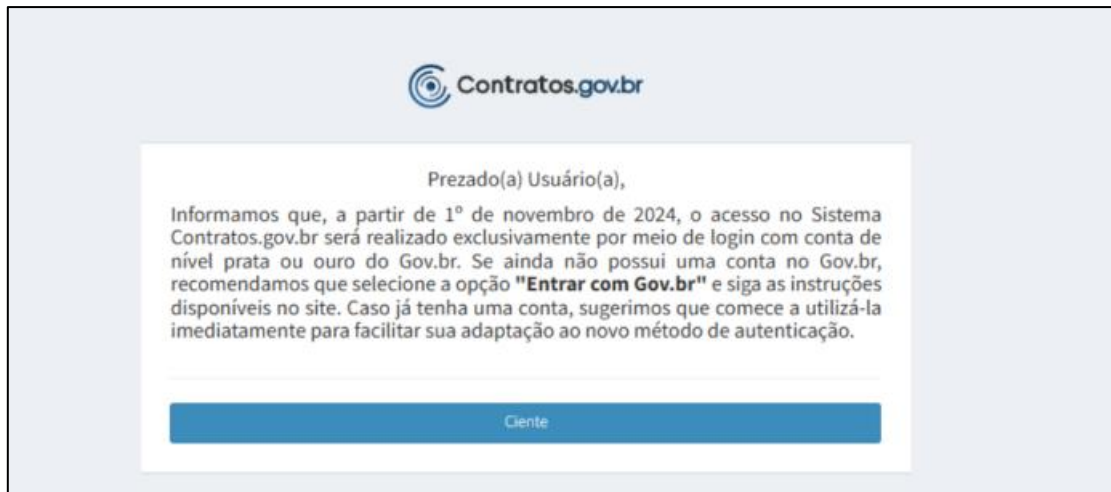 Contratos.gov.br
Prezado(a) Usuário(a),
Informamos que, a partir de 1º de novembro de 2024, o acesso no Sistema
Contratos.gov.br será realizado exclusivamente por meio de login com conta de
nível prata ou ouro do Gov.br. Se ainda não possui uma conta no Gov.br,
recomendamos que selecione a opção "Entrar com Gov.br" e siga as instruções
disponíveis no site. Caso já tenha uma conta, sugerimos que comece a utilizá-la
imediatamente para facilitar sua adaptação ao novo método de autenticação.
Ciente